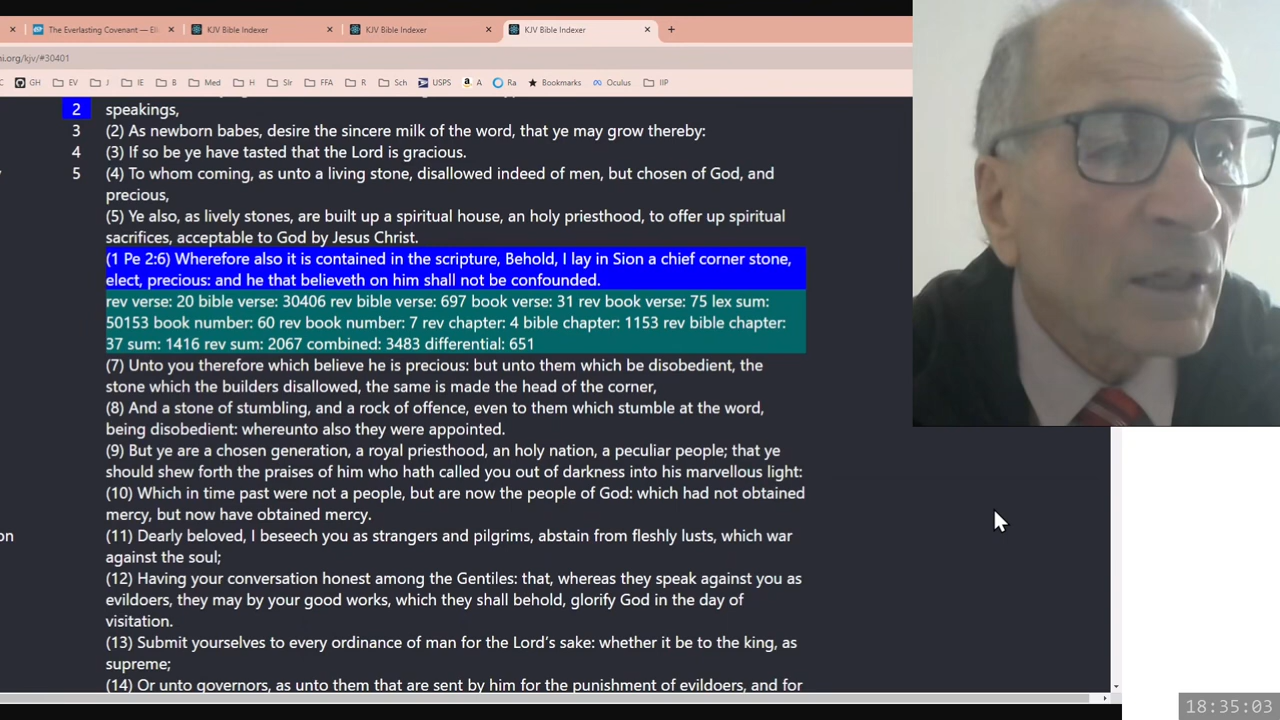 The Everlasting Covenant — Ell
KJV Bible Indexer
KJV Bible Indexer
KJV Bible Indexer
ni.org/kjv/#30401
GH
EV
J
IE
B
Med
H
Slr
FFA
R
Sch
USPS
A
Ra
Bookmarks
Oculus
IIP
2 speakings,
3 (2) As newborn babes, desire the sincere milk of the word, that ye may grow thereby:
4 (3) If so be ye have tasted that the Lord is gracious.
5 (4) To whom coming, as unto a living stone, disallowed indeed of men, but chosen of God, and
precious,
(5) Ye also, as lively stones, are built up a spiritual house, an holy priesthood, to offer up spiritual
sacrifices, acceptable to God by Jesus Christ.
(1 Pe 2:6) Wherefore also it is contained in the scripture, Behold, I lay in Sion a chief corner stone,
elect, precious: and he that believeth on him shall not be confounded.
rev verse: 20 bible verse: 30406 rev bible verse: 697 book verse: 31 rev book verse: 75 lex sum:
50153 book number: 60 rev book number: 7 rev chapter: 4 bible chapter: 1153 rev bible chapter:
37 sum: 1416 rev sum: 2067 combined: 3483 differential: 651
(7) Unto you therefore which believe he is precious: but unto them which be disobedient, the
stone which the builders disallowed, the same is made the head of the corner,
(8) And a stone of stumbling, and a rock of offence, even to them which stumble at the word,
being disobedient: whereunto also they were appointed.
(9) But ye are a chosen generation, a royal priesthood, an holy nation, a peculiar people; that ye
should shew forth the praises of him who hath called you out of darkness into his marvellous light:
(10) Which in time past were not a people, but are now the people of God: which had not obtained
mercy, but now have obtained mercy.
(11) Dearly beloved, I beseech you as strangers and pilgrims, abstain from fleshly lusts, which war
on against the soul;
(12) Having your conversation honest among the Gentiles: that, whereas they speak against you as
evildoers, they may by your good works, which they shall behold, glorify God in the day of
visitation.
(13) Submit yourselves to every ordinance of man for the Lord's sake: whether it be to the king, as
supreme;
(14) Or unto governors, as unto them that are sent by him for the punishment of evildoers, and for
18:35:03